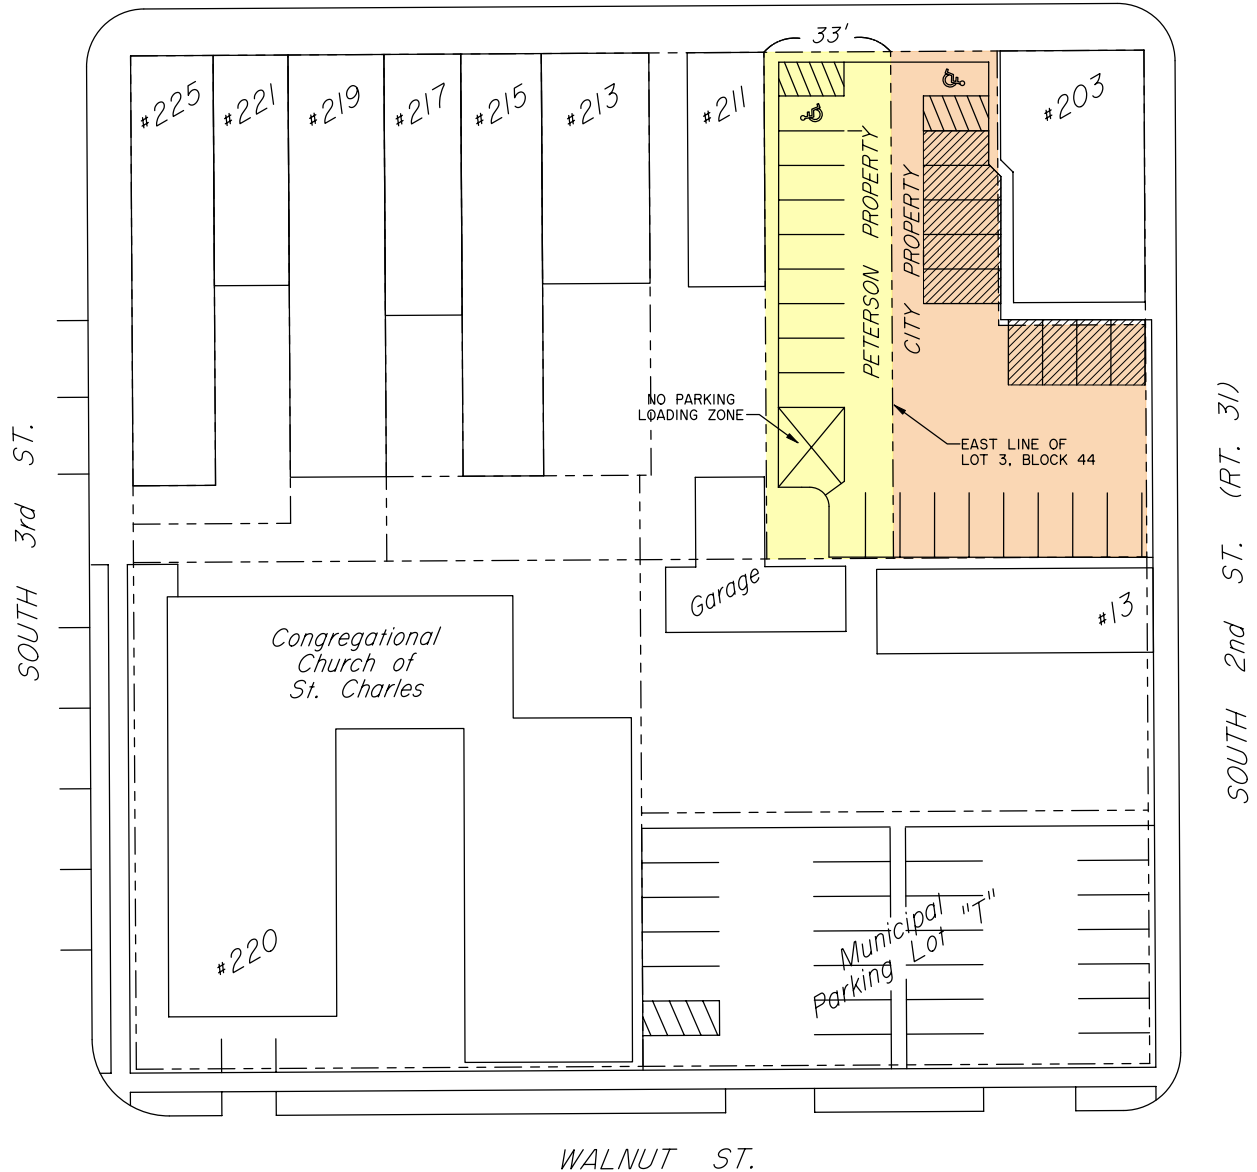 33'
#225
#221
#219
#217
#215
#213
#211
#203
PETERSON PROPERTY
CITY PROPERTY
NO PARKING
LOADING ZONE
EAST LINE OF
LOT 3, BLOCK 44
SOUTH 3rd ST.
SOUTH 2nd ST. (RT. 31)
Garage
#13
Congregational
Church of
St. Charles
#220
Municipal
Parking Lot "T"
WALNUT ST.